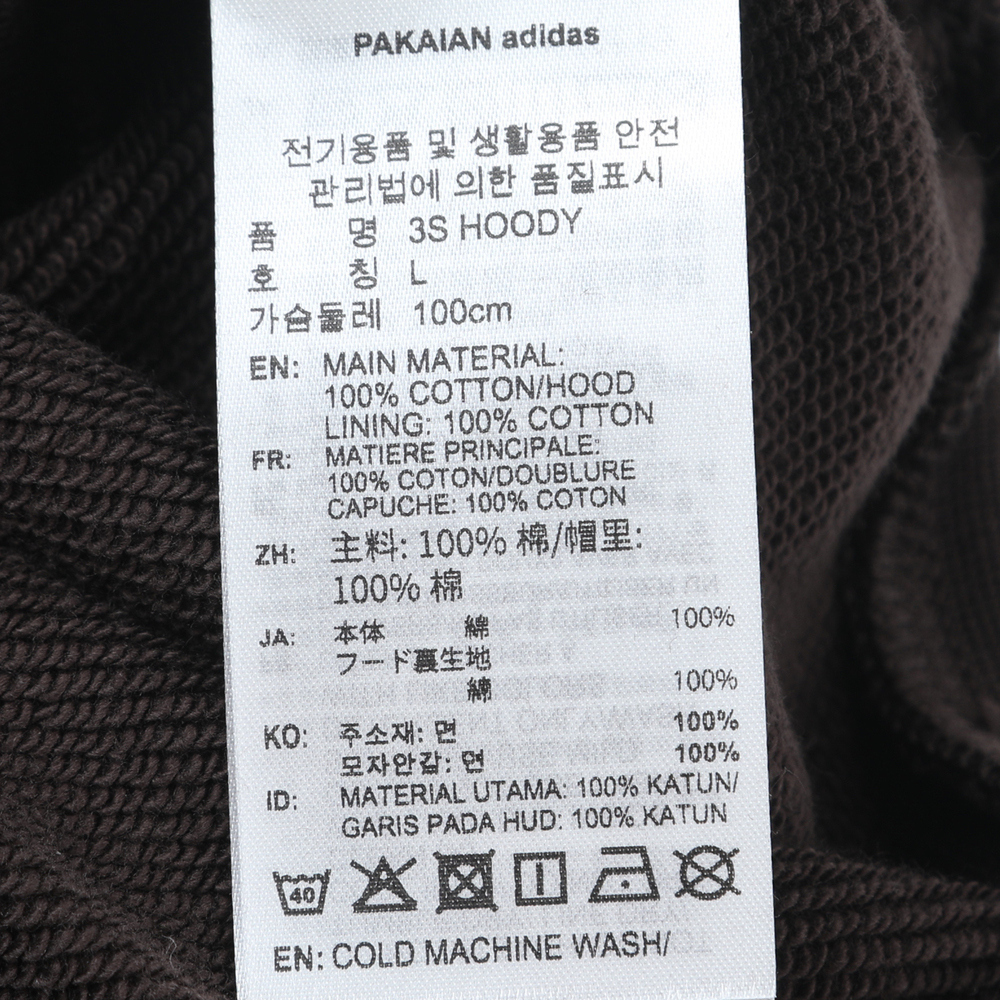 PAKAIAN adidas
전기용품 및 생활용품 안전
관리법에 의한 품질표시
품 명 3S HOODY
호 칭 L
가슴둘레 100cm
EN: MAIN MATERIAL:
100% COTTON/HOOD
LINING: 100% COTTON
FR: MATIERE PRINCIPALE:
100% COTON/DOUBLURE
CAPUCHE: 100% COTON
ZH: 主料: 100% 棉/帽里:
100% 棉
JA: 本体 綿 100%
フード裏生地
綿 100%
KO: 주소재: 면 100%
모자안감: 면 100%
ID: MATERIAL UTAMA: 100% KATUN/
GARIS PADA HUD: 100% KATUN
40
EN: COLD MACHINE WASH/